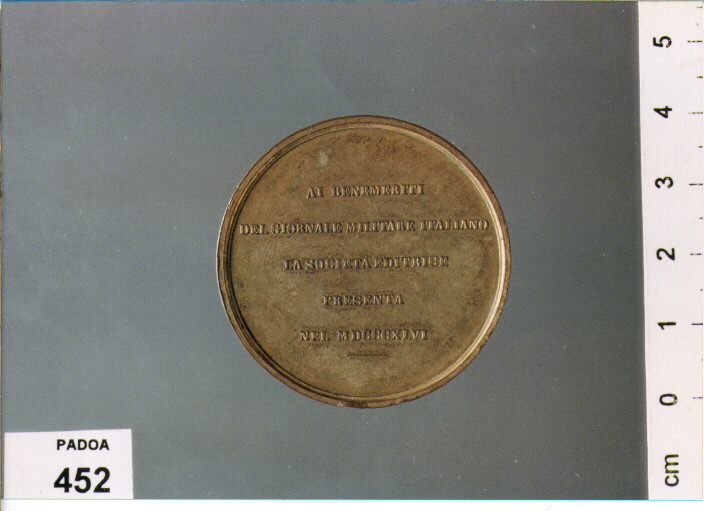 AI BENEMERITI
DEL GIORNALE MILITARE ITALIANO
LA SOCIETÀ EDITRICE
PRESENTA
NEL MDCCCXLVI
PADOA
452
5
4
3
2
1
0
cm